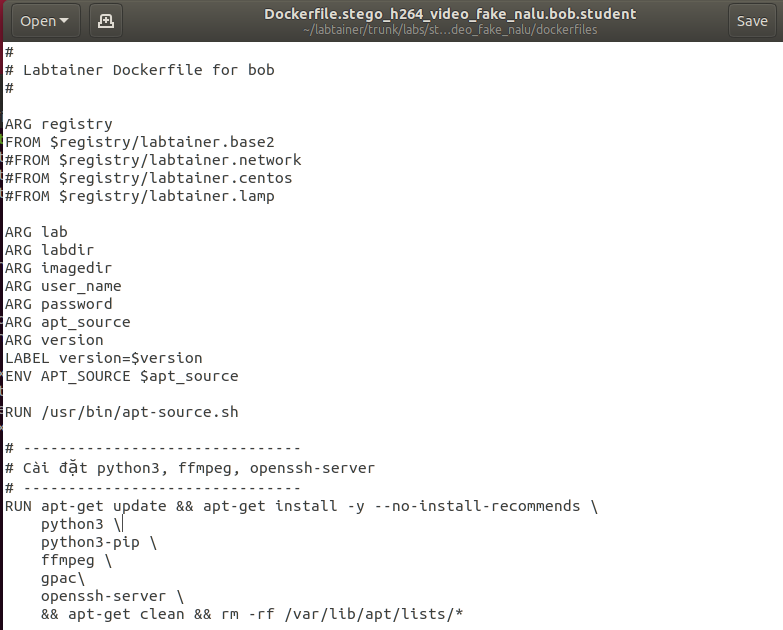 Open
Dockerfile.stego_h264_video_fake_nalu.bob.student
~/labtainer/trunk/labs/st...deo_fake_nalu/dockerfiles
Save
#
# Labtainer Dockerfile for bob
#
ARG registry
FROM $registry/labtainer.base2
#FROM $registry/labtainer.network
#FROM $registry/labtainer.centos
#FROM $registry/labtainer.lamp
ARG lab
ARG labdir
ARG imagedir
ARG user_name
ARG password
ARG apt_source
ARG version
LABEL version=$version
ENV APT_SOURCE $apt_source
RUN /usr/bin/apt-source.sh
# -------------------------------
# Cài đặt python3, ffmpeg, openssh-server
# -------------------------------
RUN apt-get update && apt-get install -y --no-install-recommends \
    python3 \
    python3-pip \
    ffmpeg \
    gpac\
    openssh-server \
    && apt-get clean && rm -rf /var/lib/apt/lists/*